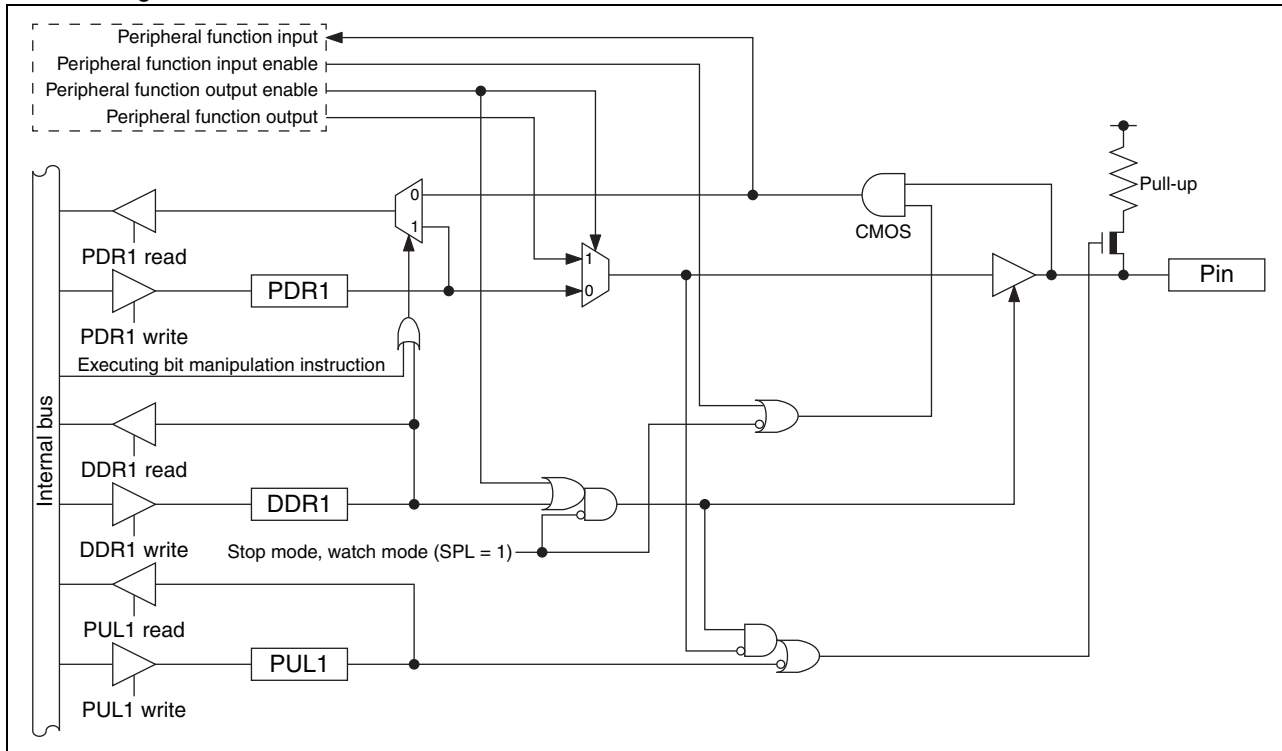 Peripheral function input
Peripheral function input enable
Peripheral function output enable
Peripheral function output
Pull-up
0
1
CMOS
PDR1 read
1
Pin
PDR1
0
PDR1 write
Executing bit manipulation instruction
Internal bus
DDR1 read
DDR1
DDR1 write
Stop mode, watch mode (SPL = 1)
PUL1 read
PUL1
PUL1 write